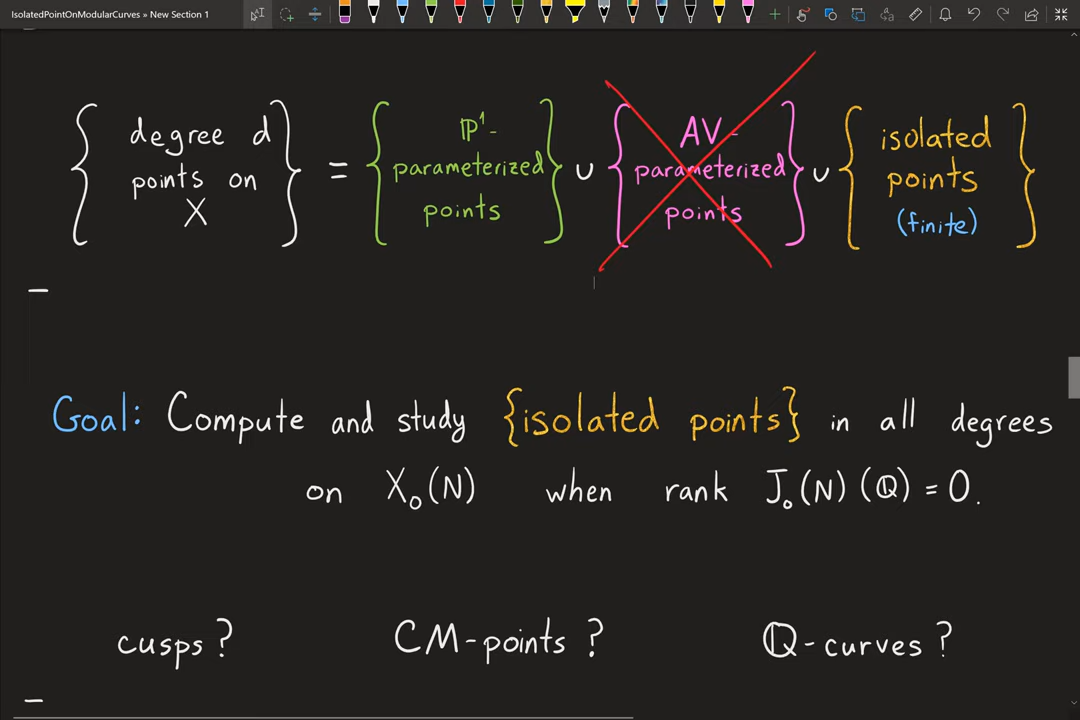 IsolatedPointOnModularCurves » New Section 1
{ degree d points on X } = { ℙ¹- parameterized points } ∪ { AV- parameterized points } ∪ { isolated points (finite) }
Goal: Compute and study {isolated points} in all degrees
on X₀(N) when rank J₀(N)(ℚ) = 0.
cusps? CM-points? ℚ-curves?